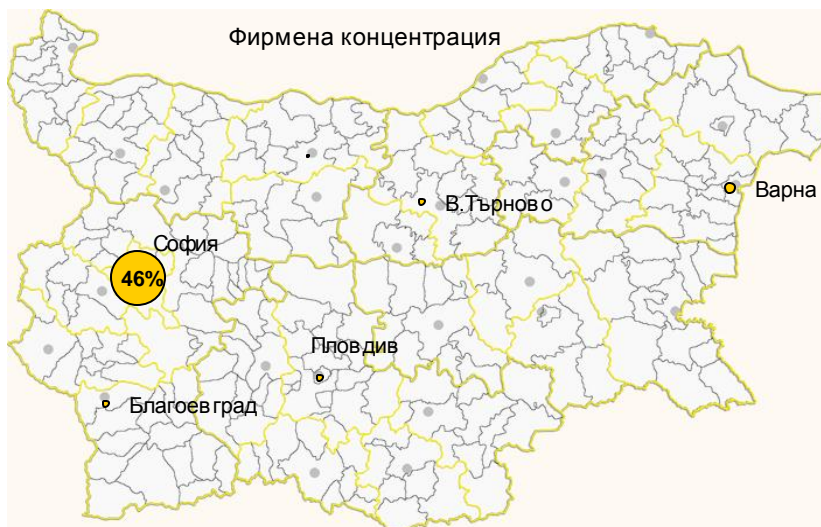 Фирмена концентрация
Варна
В.Търново
София
46%
Пловдив
Благоевград